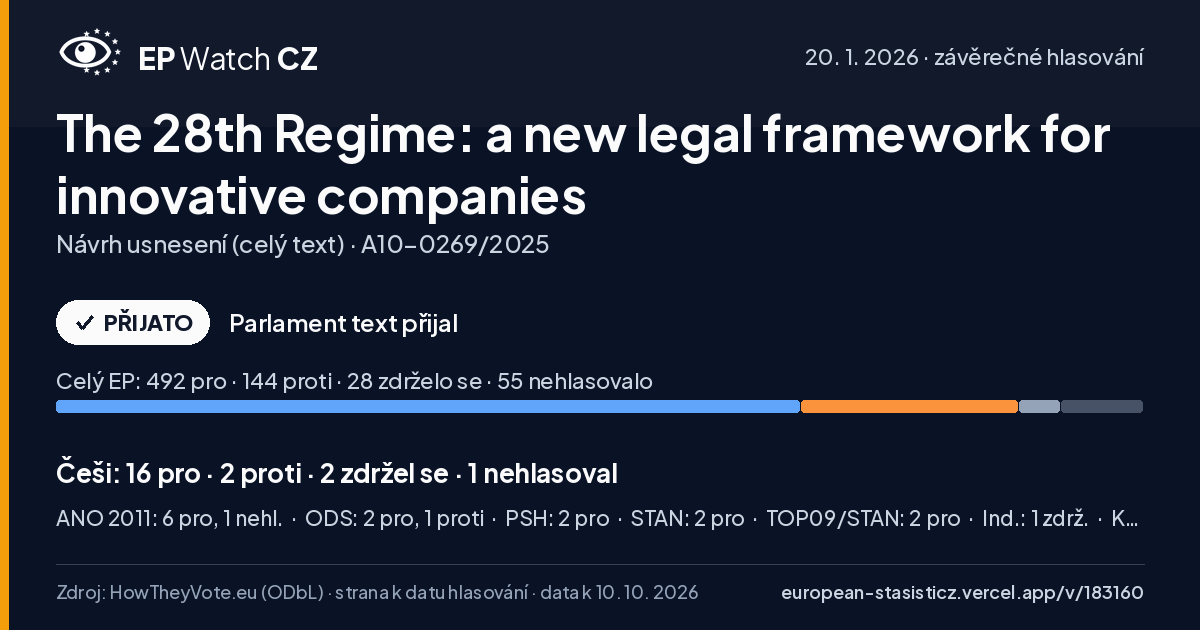 EP Watch CZ
20. 1. 2026 · závěrečné hlasování
The 28th Regime: a new legal framework for
innovative companies
Návrh usnesení (celý text) · A10-0269/2025
✓ PŘIJATO
Parlament text přijal
Celý EP: 492 pro · 144 proti · 28 zdrželo se · 55 nehlasovalo
Češi: 16 pro · 2 proti · 2 zdržel se · 1 nehlasoval
ANO 2011: 6 pro, 1 nehl. · ODS: 2 pro, 1 proti · PSH: 2 pro · STAN: 2 pro · TOP09/STAN: 2 pro · Ind.: 1 zdrž. · K…
Zdroj: HowTheyVote.eu (ODbL) · strana k datu hlasování · data k 10. 10. 2026
european-stasisticz.vercel.app/v/183160